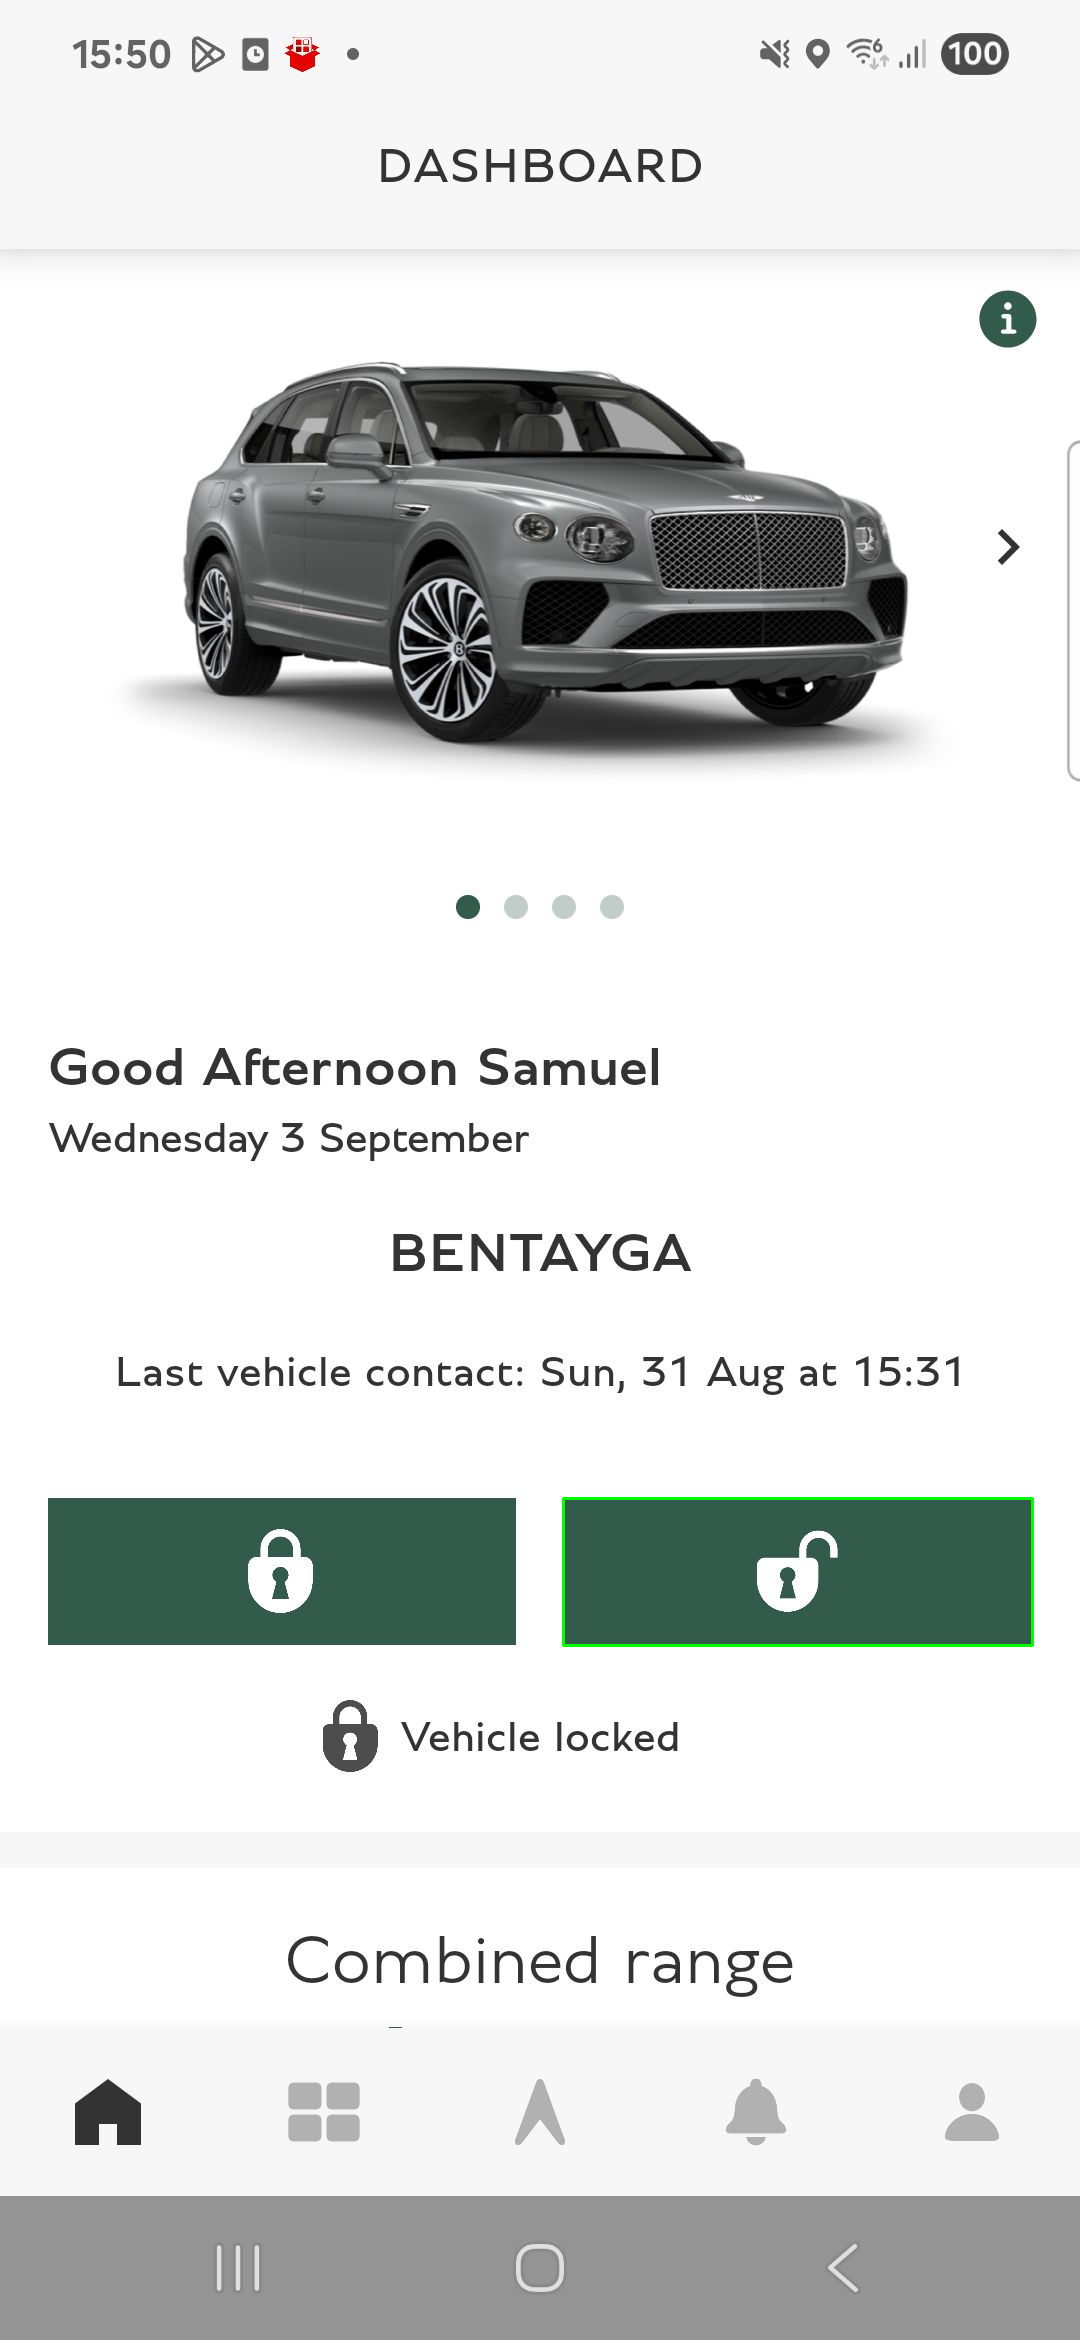 15:50
6
100
DASHBOARD
i
Good Afternoon Samuel
Wednesday 3 September
BENTAYGA
Last vehicle contact: Sun, 31 Aug at 15:31
Vehicle locked
Combined range